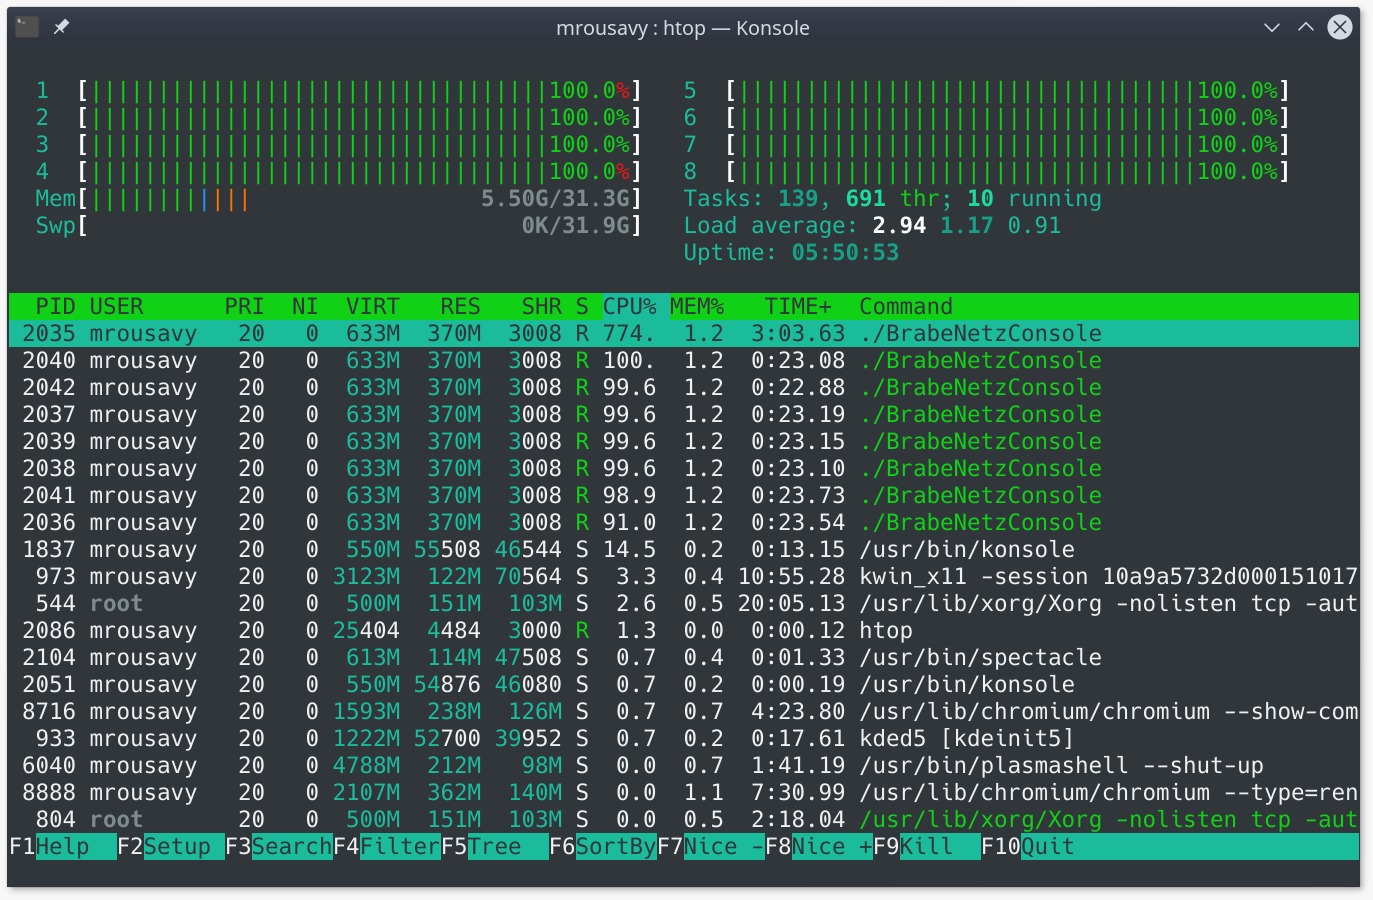 mrousavy : htop — Konsole
1 [||||||||||||||||||||||||||||||||||100.0%] 5 [||||||||||||||||||||||||||||||||||100.0%]
2 [||||||||||||||||||||||||||||||||||100.0%] 6 [||||||||||||||||||||||||||||||||||100.0%]
3 [||||||||||||||||||||||||||||||||||100.0%] 7 [||||||||||||||||||||||||||||||||||100.0%]
4 [||||||||||||||||||||||||||||||||||100.0%] 8 [||||||||||||||||||||||||||||||||||100.0%]
Mem[|||||||||||| 5.50G/31.3G] Tasks: 139, 691 thr; 10 running
Swp[ 0K/31.9G] Load average: 2.94 1.17 0.91
Uptime: 05:50:53
PID USER PRI NI VIRT RES SHR S CPU% MEM% TIME+ Command
2035 mrousavy 20 0 633M 370M 3008 R 774. 1.2 3:03.63 ./BrabeNetzConsole
2040 mrousavy 20 0 633M 370M 3008 R 100. 1.2 0:23.08 ./BrabeNetzConsole
2042 mrousavy 20 0 633M 370M 3008 R 99.6 1.2 0:22.88 ./BrabeNetzConsole
2037 mrousavy 20 0 633M 370M 3008 R 99.6 1.2 0:23.19 ./BrabeNetzConsole
2039 mrousavy 20 0 633M 370M 3008 R 99.6 1.2 0:23.15 ./BrabeNetzConsole
2038 mrousavy 20 0 633M 370M 3008 R 99.6 1.2 0:23.10 ./BrabeNetzConsole
2041 mrousavy 20 0 633M 370M 3008 R 98.9 1.2 0:23.73 ./BrabeNetzConsole
2036 mrousavy 20 0 633M 370M 3008 R 91.0 1.2 0:23.54 ./BrabeNetzConsole
1837 mrousavy 20 0 550M 55508 46544 S 14.5 0.2 0:13.15 /usr/bin/konsole
973 mrousavy 20 0 3123M 122M 70564 S 3.3 0.4 10:55.28 kwin_x11 -session 10a9a5732d000151017
544 root 20 0 500M 151M 103M S 2.6 0.5 20:05.13 /usr/lib/xorg/Xorg -nolisten tcp -aut
2086 mrousavy 20 0 25404 4484 3000 R 1.3 0.0 0:00.12 htop
2104 mrousavy 20 0 613M 114M 47508 S 0.7 0.4 0:01.33 /usr/bin/spectacle
2051 mrousavy 20 0 550M 54876 46080 S 0.7 0.2 0:00.19 /usr/bin/konsole
8716 mrousavy 20 0 1593M 238M 126M S 0.7 0.7 4:23.80 /usr/lib/chromium/chromium --show-com
933 mrousavy 20 0 1222M 52700 39952 S 0.7 0.2 0:17.61 kded5 [kdeinit5]
6040 mrousavy 20 0 4788M 212M 98M S 0.0 0.7 1:41.19 /usr/bin/plasmashell --shut-up
8888 mrousavy 20 0 2107M 362M 140M S 0.0 1.1 7:30.99 /usr/lib/chromium/chromium --type=ren
804 root 20 0 500M 151M 103M S 0.0 0.5 2:18.04 /usr/lib/xorg/Xorg -nolisten tcp -aut
F1Help F2Setup F3SearchF4FilterF5Tree F6SortByF7Nice -F8Nice +F9Kill F10Quit